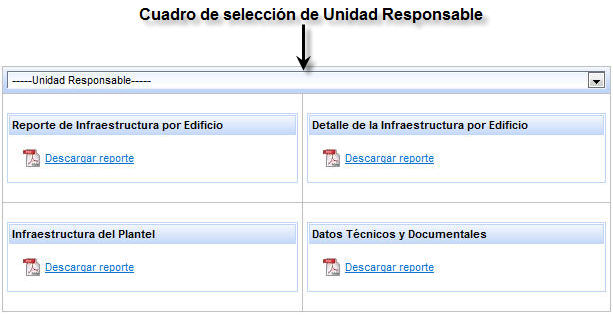 Cuadro de selección de Unidad Responsable
-----Unidad Responsable-----
Reporte de Infraestructura por Edificio
Descargar reporte
Detalle de la Infraestructura por Edificio
Descargar reporte
Infraestructura del Plantel
Descargar reporte
Datos Técnicos y Documentales
Descargar reporte